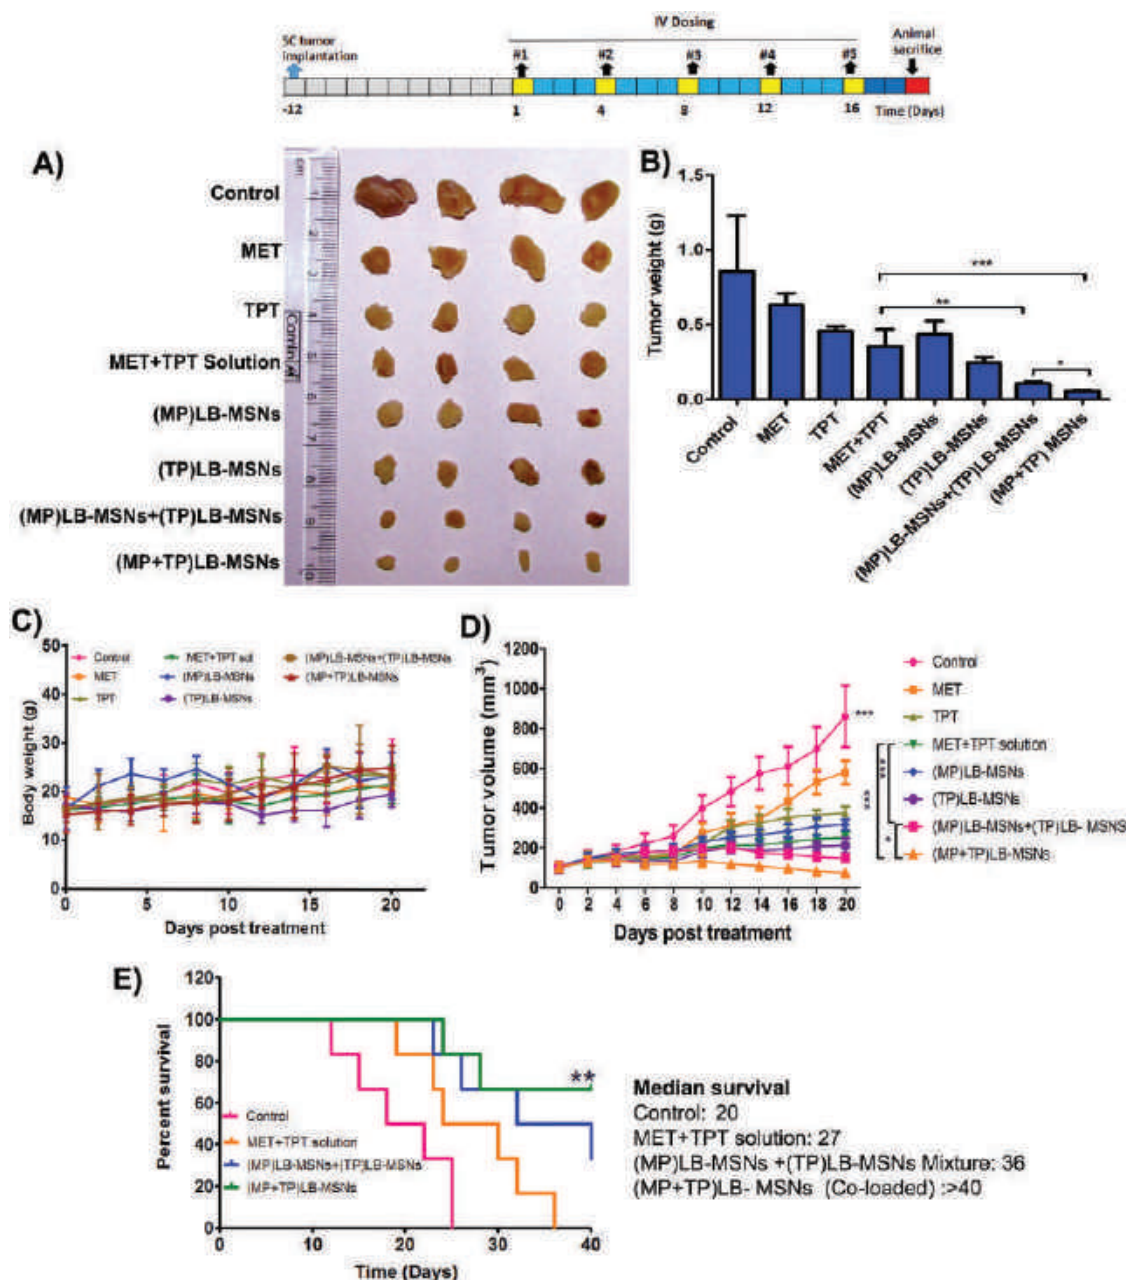 IV Dosing
Animal
SC tumor
implantation
#1 #2 #3 #4 #5
sacrifice
-12 1 4 8 12 16 Time (Days)
A)
cm
Control
MET
TPT
MET+TPT Solution
(MP)LB-MSNs
(TP)LB-MSNs
(MP)LB-MSNs+(TP)LB-MSNs
(MP+TP)LB-MSNs
1
2
3
4
5
6
7
8
9
10
B)
Tumor weight (g)
1.5
1.0
0.5
0.0
***
**
*
Control
MET
TPT
MET+TPT
(MP)LB-MSNs
(TP)LB-MSNs
(MP)LB-MSNs+(TP)LB-MSNs
(MP+TP) MSNs
C)
Body weight (g)
50
40
30
20
10
0
Control
MET
TPT
MET+TPT sol
(MP)LB-MSNs
(TP)LB-MSNs
(MP)LB-MSNs+(TP)LB-MSNs
(MP+TP)LB-MSNs
0 5 10 15 20
Days post treatment
D)
Tumor volume (mm³)
1200
1000
800
600
400
200
0
0 2 4 6 8 10 12 14 16 18 20
Days post treatment
***
Control
MET
TPT
MET+TPT solution
(MP)LB-MSNs
(TP)LB-MSNs
(MP)LB-MSNs+(TP)LB- MSNS
(MP+TP)LB-MSNs
***
***
*
E)
Percent survival
120
100
80
60
40
20
0
**
Control
MET+TPT solution
(MP)LB-MSNs+(TP)LB-MSNs
(MP+TP)LB-MSNs
0 10 20 30 40
Time (Days)
Median survival
Control: 20
MET+TPT solution: 27
(MP)LB-MSNs +(TP)LB-MSNs Mixture: 36
(MP+TP)LB- MSNs (Co-loaded) :>40